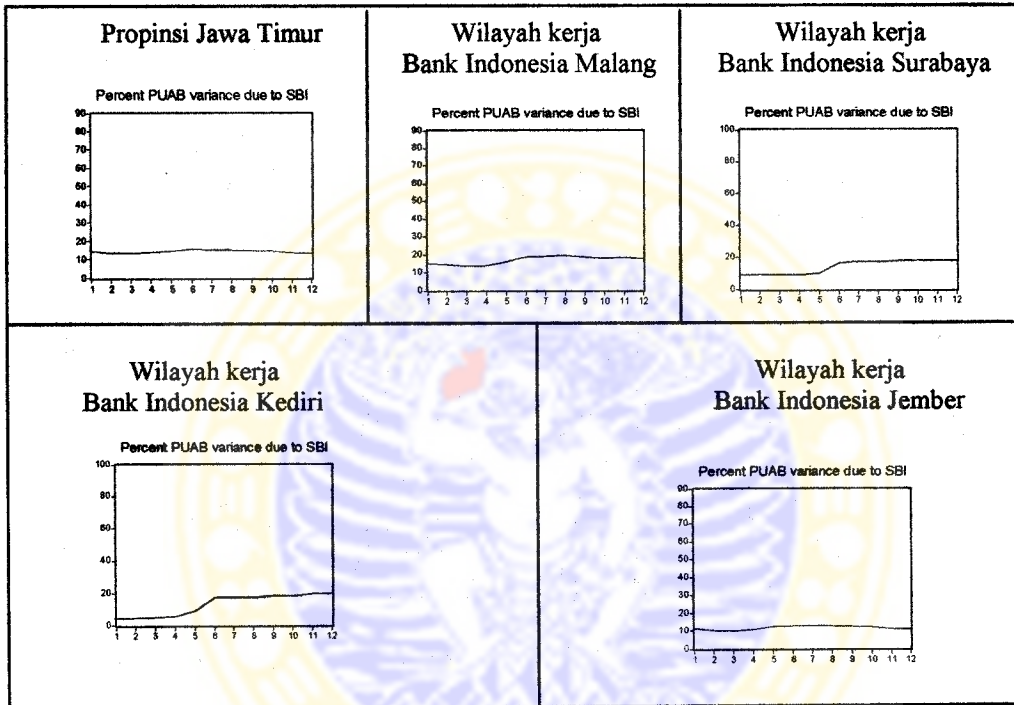 Propinsi Jawa Timur
Percent PUAB variance due to SBI
90
80
70
60
50
40
30
20
10
0
1 2 3 4 5 6 7 8 9 10 11 12
Wilayah kerja
Bank Indonesia Malang
Percent PUAB variance due to SBI
90
80
70
60
50
40
30
20
10
0
1 2 3 4 5 6 7 8 9 10 11 12
Wilayah kerja
Bank Indonesia Surabaya
Percent PUAB variance due to SBI
100
80
60
40
20
0
1 2 3 4 5 6 7 8 9 10 11 12
Wilayah kerja
Bank Indonesia Kediri
Percent PUAB variance due to SBI
100
80
60
40
20
0
1 2 3 4 5 6 7 8 9 10 11 12
Wilayah kerja
Bank Indonesia Jember
Percent PUAB variance due to SBI
90
80
70
60
50
40
30
20
10
0
1 2 3 4 5 6 7 8 9 10 11 12